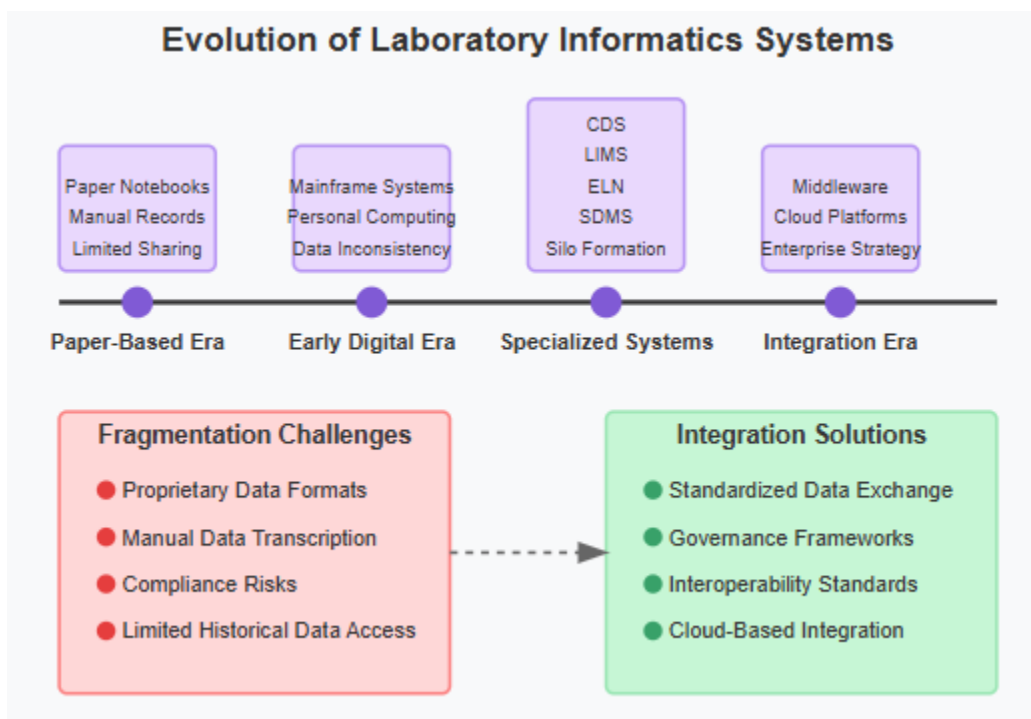 Evolution of Laboratory Informatics Systems
Paper Notebooks
Manual Records
Limited Sharing
Mainframe Systems
Personal Computing
Data Inconsistency
CDS
LIMS
ELN
SDMS
Silo Formation
Middleware
Cloud Platforms
Enterprise Strategy
Paper-Based Era
Early Digital Era
Specialized Systems
Integration Era
Fragmentation Challenges
Proprietary Data Formats
Manual Data Transcription
Compliance Risks
Limited Historical Data Access
Integration Solutions
Standardized Data Exchange
Governance Frameworks
Interoperability Standards
Cloud-Based Integration